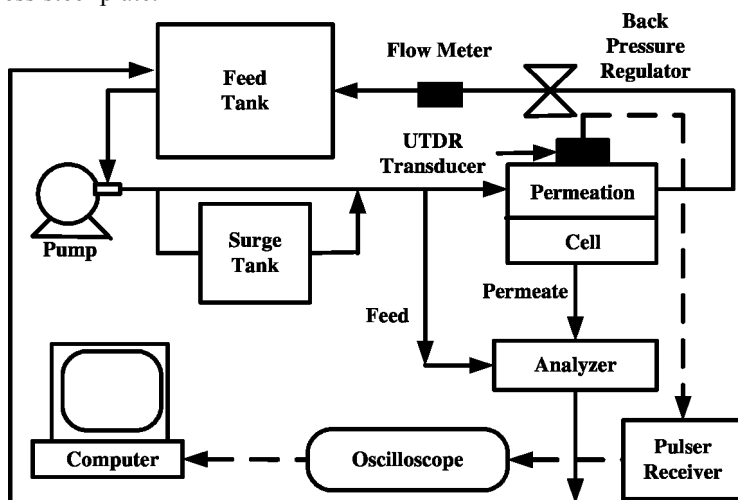 Back
Pressure
Regulator
Flow Meter
Feed
Tank
UTDR
Transducer
Permeation
Cell
Pump
Surge
Tank
Permeate
Feed
Analyzer
Computer
Oscilloscope
Pulser
Receiver